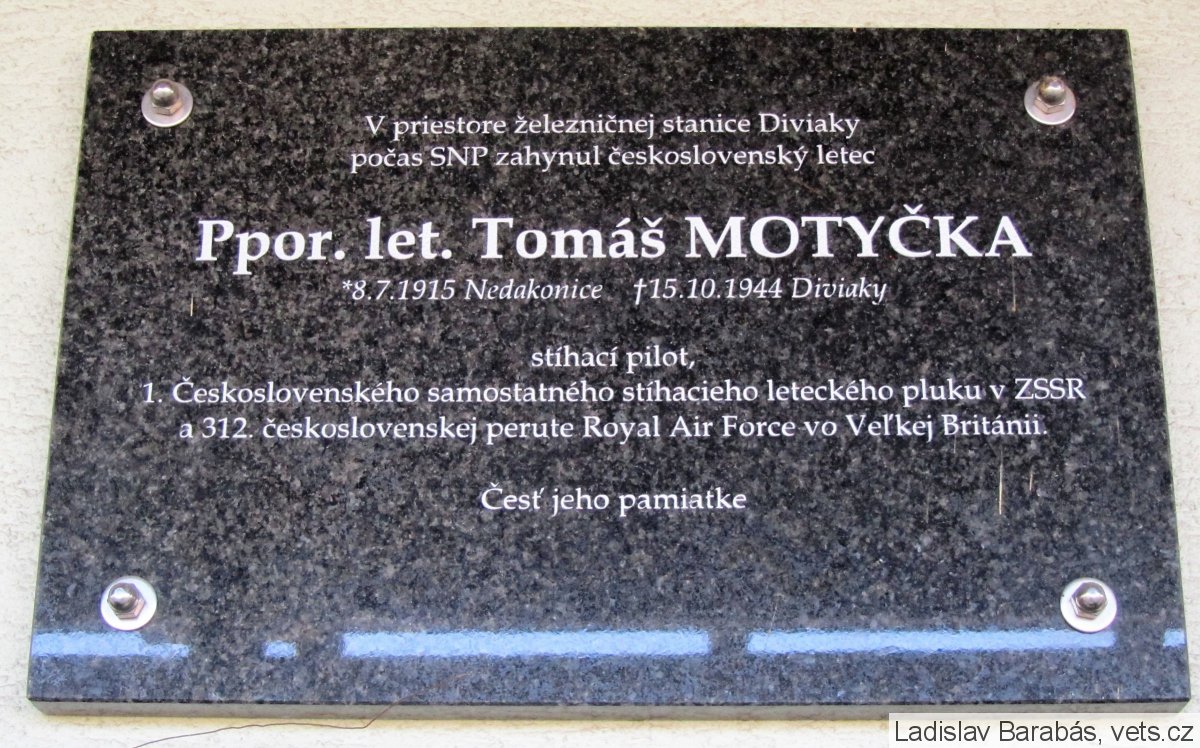 V priestore železničnej stanice Diviaky
počas SNP zahynul československý letec
Ppor. let. Tomáš MOTYČKA
*8.7.1915 Nedakonice †15.10.1944 Diviaky
stíhací pilot,
1. Československého samostatného stíhacieho leteckého pluku v ZSSR
a 312. československej perute Royal Air Force vo Veľkej Británii.
Česť jeho pamiatke
Ladislav Barabás, vets.cz